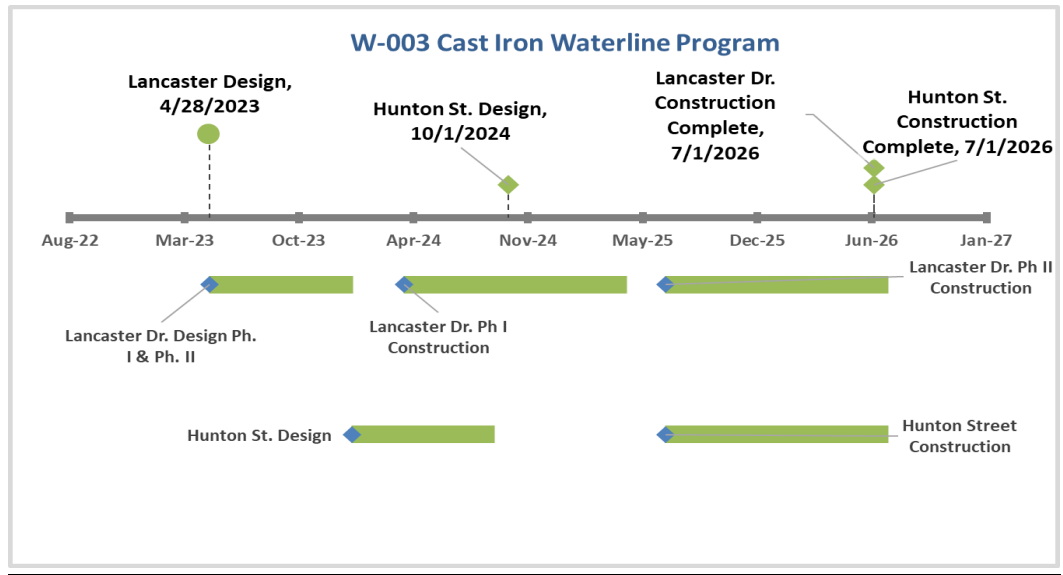 W-003 Cast Iron Waterline Program
Lancaster Design,
4/28/2023
Hunton St. Design,
10/1/2024
Lancaster Dr.
Construction
Complete,
7/1/2026
Hunton St.
Construction
Complete, 7/1/2026
Aug-22
Mar-23
Oct-23
Apr-24
Nov-24
May-25
Dec-25
Jun-26
Jan-27
Lancaster Dr. Design Ph.
I & Ph. II
Lancaster Dr. Ph I
Construction
Lancaster Dr. Ph II
Construction
Hunton St. Design
Hunton Street
Construction